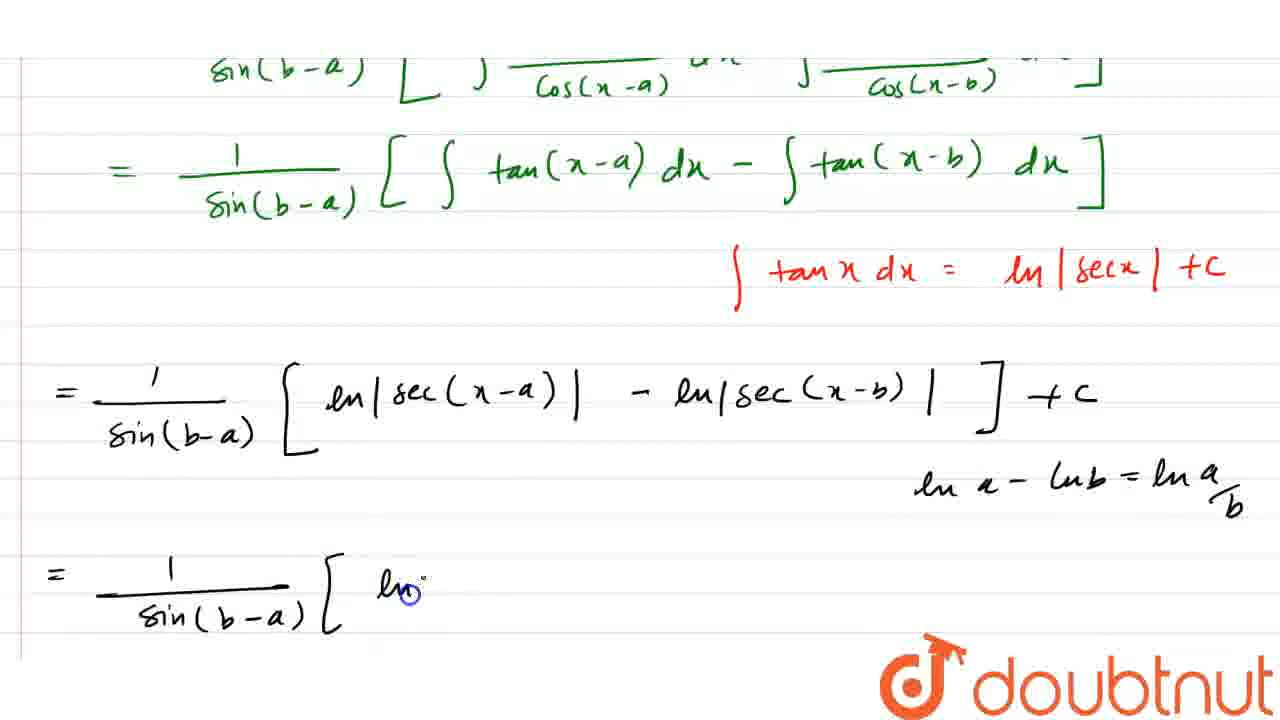 sin(b-a) [ ∫ cos(x-a) dx ∫ cos(x-b) ]
= 1/sin(b-a) [ ∫ tan(x-a) dx - ∫ tan(x-b) dx ]
∫ tan x dx = ln|sec x| + c
= 1/sin(b-a) [ ln|sec(x-a)| - ln|sec(x-b)| ] + c
ln a - ln b = ln a/b
= 1/sin(b-a) [ ln
doubtnut